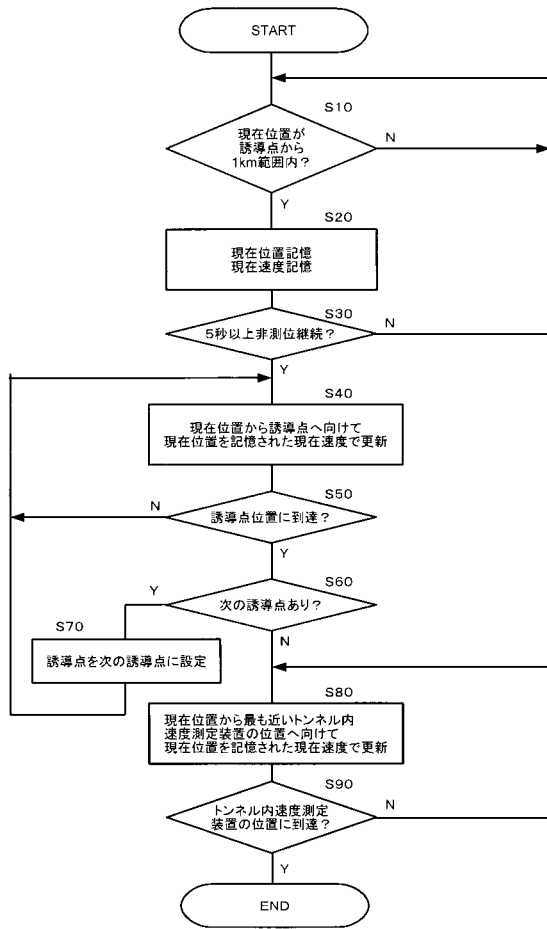 START
S10
現在位置が
誘導点から
1km範囲内？
N
Y
S20
現在位置記憶
現在速度記憶
S30
5秒以上非測位継続？
N
Y
S40
現在位置から誘導点へ向けて
現在位置を記憶された現在速度で更新
S50
N
誘導点位置に到達？
Y
S60
Y
次の誘導点あり？
S70
N
誘導点を次の誘導点に設定
S80
現在位置から最も近いトンネル内
速度測定装置の位置へ向けて
現在位置を記憶された現在速度で更新
S90
トンネル内速度測定
装置の位置に到達？
N
Y
END